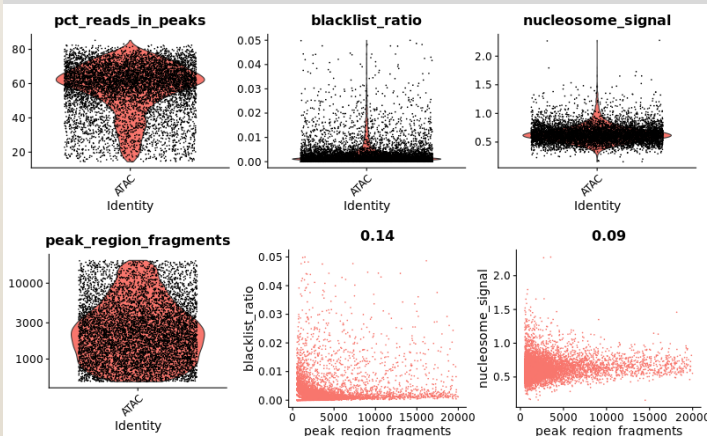 pct_reads_in_peaks
80
60
40
20
ATAC
Identity
blacklist_ratio
0.05
0.04
0.03
0.02
0.01
0.00
ATAC
Identity
nucleosome_signal
2.0
1.5
1.0
0.5
ATAC
Identity
peak_region_fragments
10000
3000
1000
ATAC
Identity
0.14
blacklist_ratio
0.05
0.04
0.03
0.02
0.01
0.00
0 5000 10000 15000 20000
peak_region_fragments
0.09
nucleosome_signal
2.0
1.5
1.0
0.5
0 5000 10000 15000 20000
peak_region_fragments